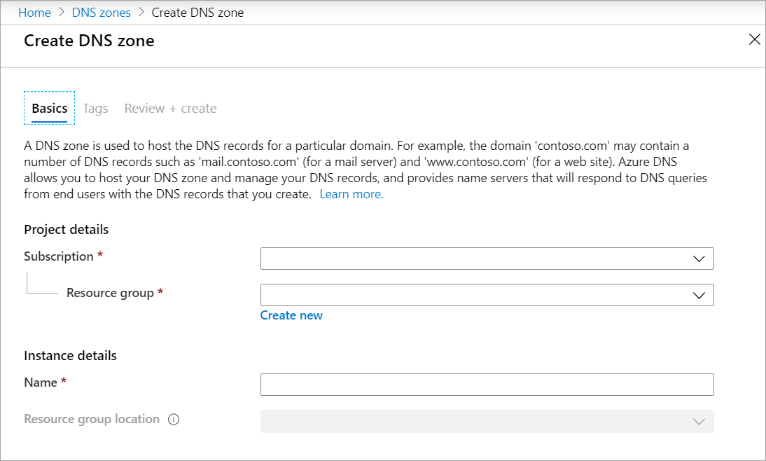 Home > DNS zones > Create DNS zone
Create DNS zone
Basics Tags Review + create
A DNS zone is used to host the DNS records for a particular domain. For example, the domain 'contoso.com' may contain a
number of DNS records such as 'mail.contoso.com' (for a mail server) and 'www.contoso.com' (for a web site). Azure DNS
allows you to host your DNS zone and manage your DNS records, and provides name servers that will respond to DNS queries
from end users with the DNS records that you create. Learn more.
Project details
Subscription *
Resource group *
Create new
Instance details
Name *
Resource group location